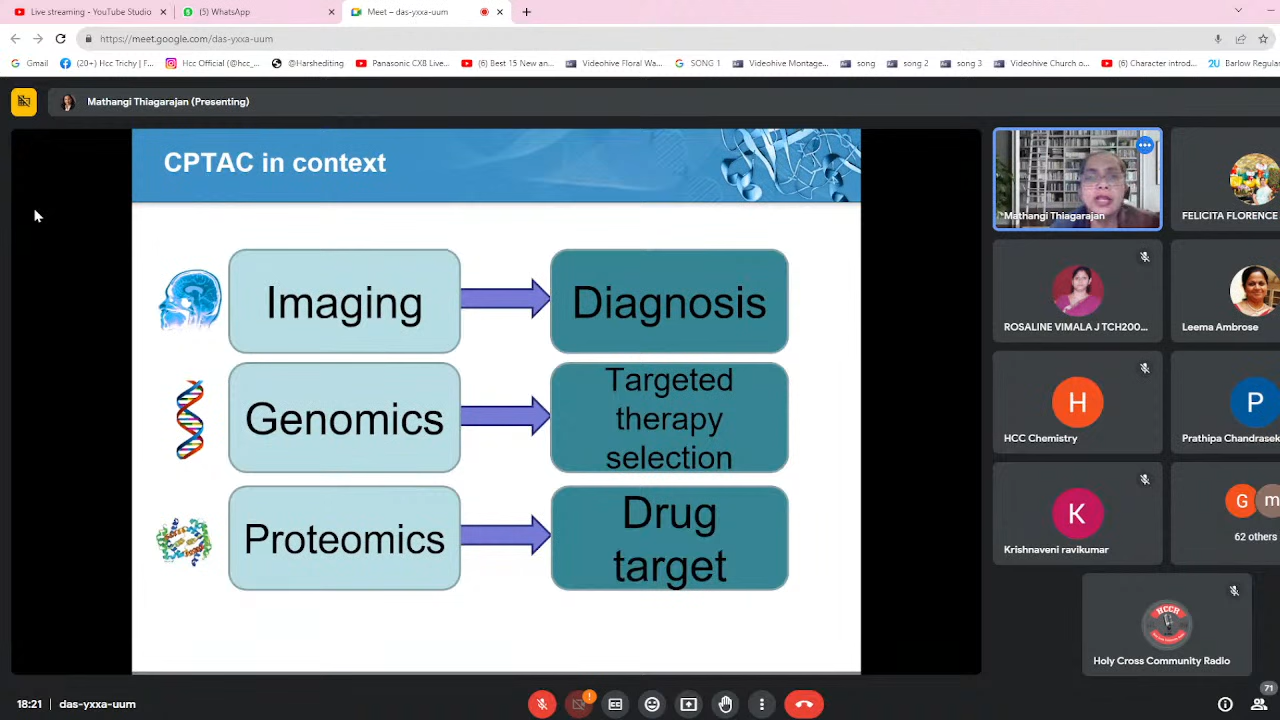 Live streaming - YouTube Studio
(5) WhatsApp
Meet – das-yxxa-uum
https://meet.google.com/das-yxxa-uum
Gmail
(20+) Hcc Trichy | T...
Hcc Official (@hcc_...
@Harshediting
Panasonic CXB Live...
(6) Best 15 New an...
Videohive Floral Wa...
SONG 1
Videohive Montage...
song
song 2
song 3
Videohive Church o...
(6) Character introd...
2U
Barlow Regular
Mathangi Thiagarajan (Presenting)
CPTAC in context
Imaging
Diagnosis
Genomics
Targeted
therapy
selection
Proteomics
Drug
target
Mathangi Thiagarajan
FELICITA FLORENCE
ROSALINE VIMALA J TCH200...
Leema Ambrose
H
HCC Chemistry
P
Prathipa Chandrasek
K
Krishnaveni ravikumar
G
m
62 others
HCCR
Holy Cross Community Radio
18:21
das-yxxa-uum
71